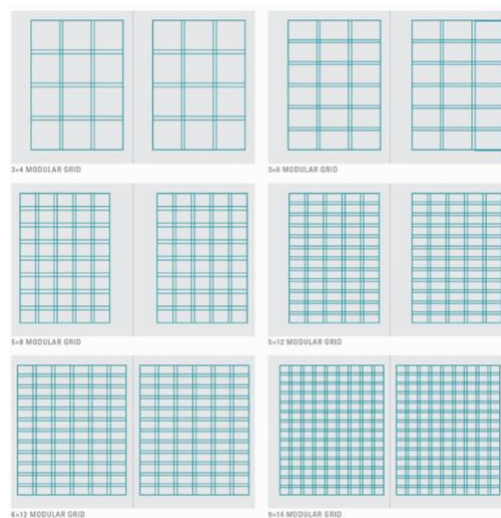 3×4 MODULAR GRID
3×6 MODULAR GRID
5×8 MODULAR GRID
5×12 MODULAR GRID
6×12 MODULAR GRID
9×14 MODULAR GRID